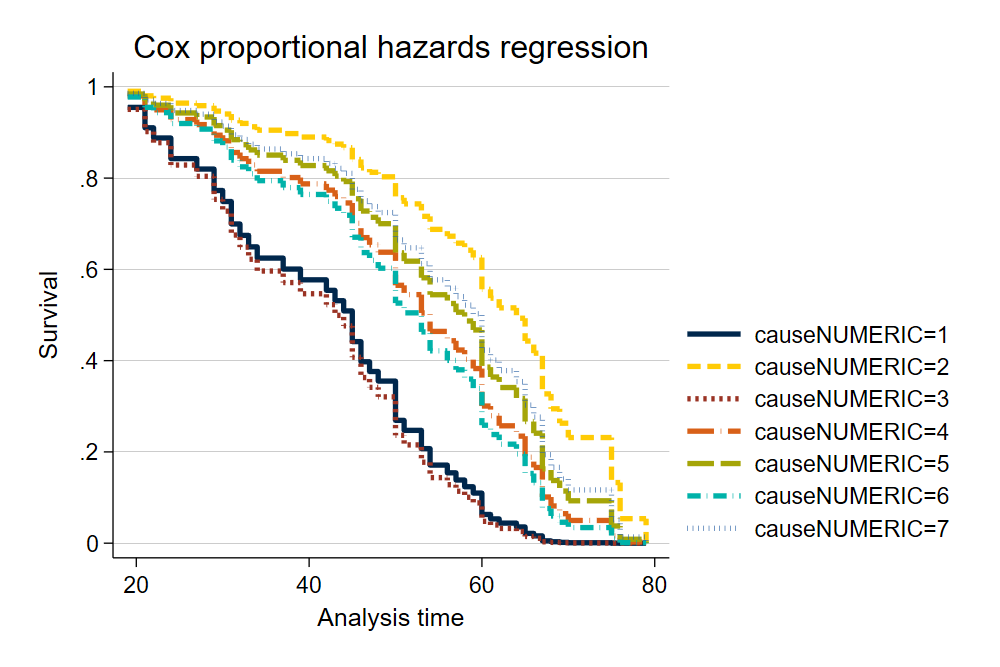 Cox proportional hazards regression
1
.8
.6
.4
.2
0
Survival
20 40 60 80
Analysis time
causeNUMERIC=1
causeNUMERIC=2
causeNUMERIC=3
causeNUMERIC=4
causeNUMERIC=5
causeNUMERIC=6
causeNUMERIC=7